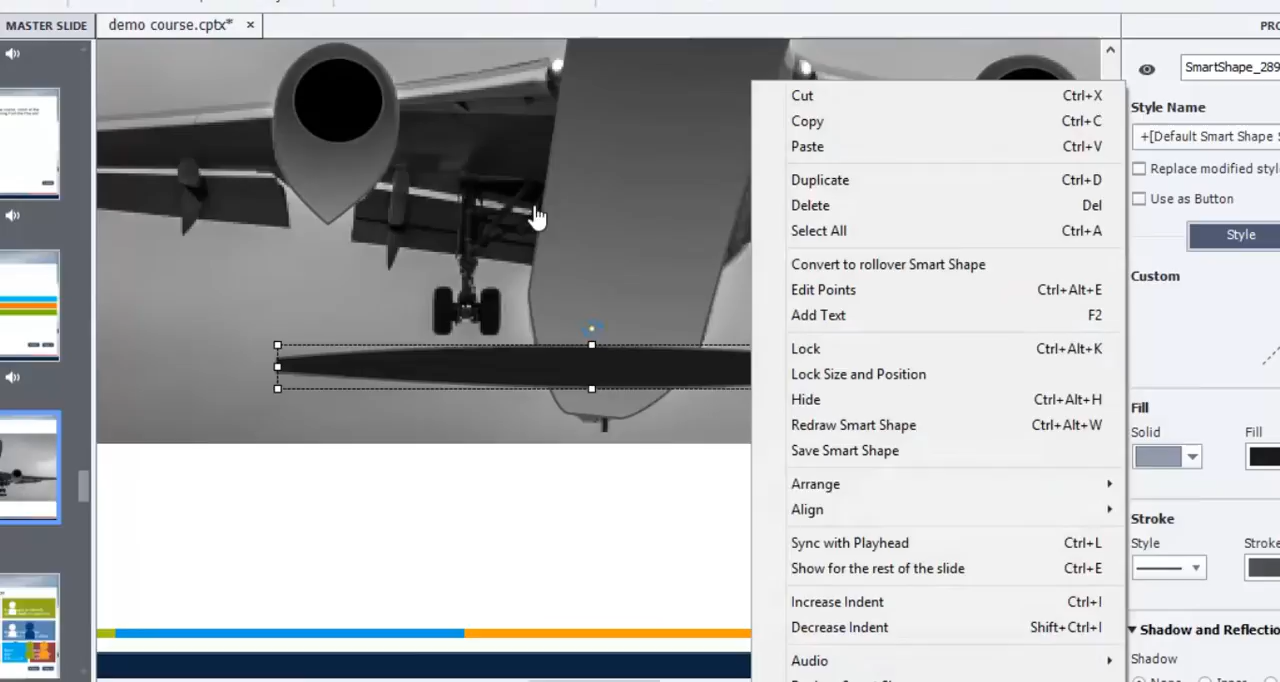 MASTER SLIDE
demo course.cptx* ×
PRO
SmartShape_289
Style Name
+[Default Smart Shape S
Replace modified styl
Use as Button
Style
Custom
Fill
Solid
Fill
Stroke
Style
Stroke
Shadow and Reflectio
Shadow
Cut Ctrl+X
Copy Ctrl+C
Paste Ctrl+V
Duplicate Ctrl+D
Delete Del
Select All Ctrl+A
Convert to rollover Smart Shape
Edit Points Ctrl+Alt+E
Add Text F2
Lock Ctrl+Alt+K
Lock Size and Position
Hide Ctrl+Alt+H
Redraw Smart Shape Ctrl+Alt+W
Save Smart Shape
Arrange
Align
Sync with Playhead Ctrl+L
Show for the rest of the slide Ctrl+E
Increase Indent Ctrl+I
Decrease Indent Shift+Ctrl+I
Audio